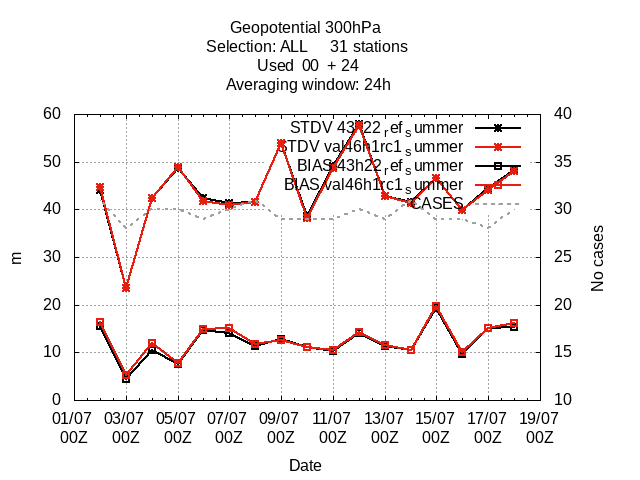 Geopotential 300hPa
Selection: ALL 31 stations
Used 00 + 24
Averaging window: 24h
STDV 43h22_ref_summer
STDV val46h1rc1_summer
BIAS 43h22_ref_summer
BIAS val46h1rc1_summer
CASES
60
50
40
30
20
10
0
m
40
35
30
25
20
15
10
No cases
01/07 03/07 05/07 07/07 09/07 11/07 13/07 15/07 17/07 19/07
00Z 00Z 00Z 00Z 00Z 00Z 00Z 00Z 00Z 00Z
Date